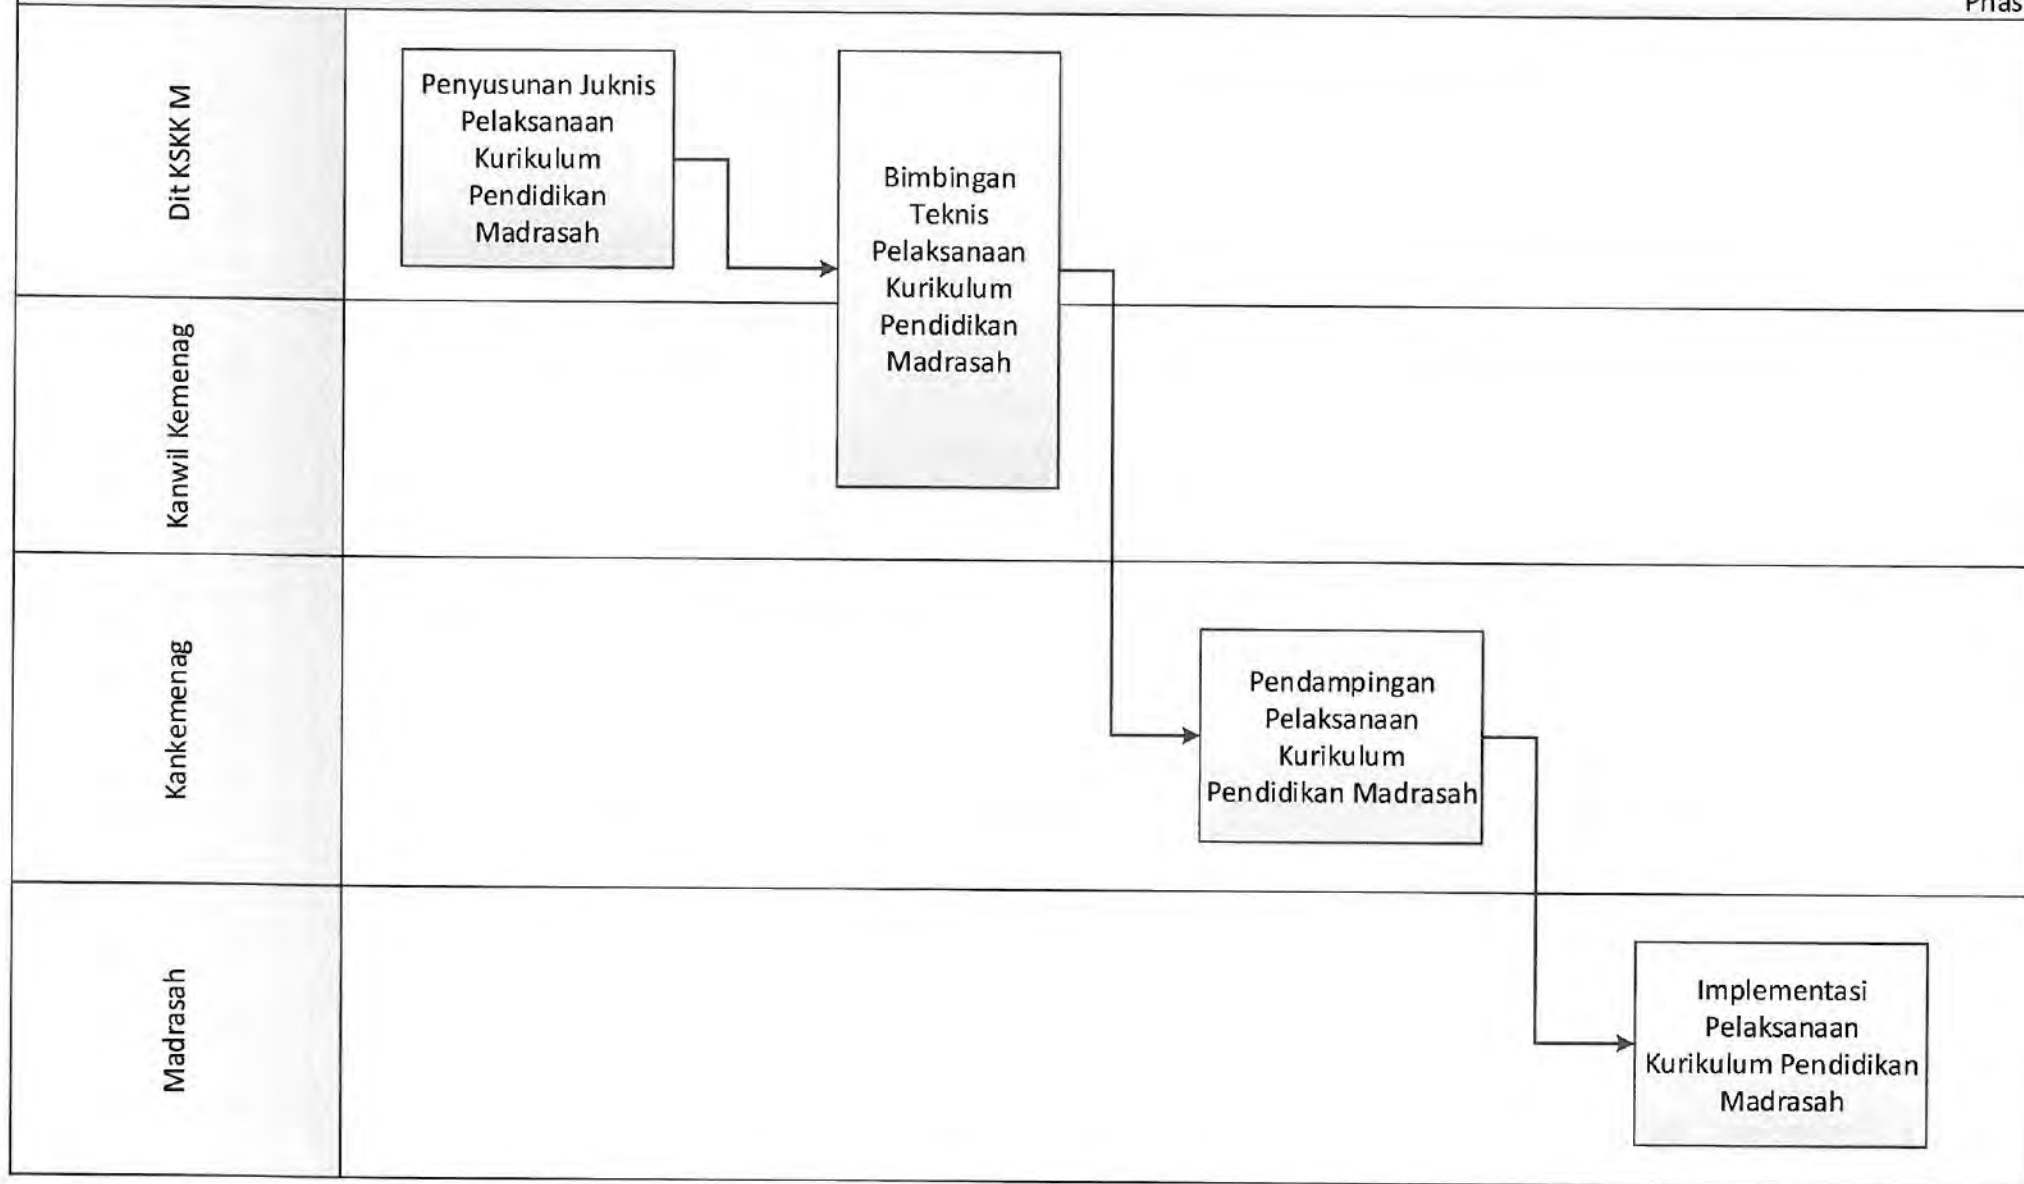 Phas
Dit KSKK M
Penyusunan Juknis
Pelaksanaan
Kurikulum
Pendidikan
Madrasah
Bimbingan
Teknis
Pelaksanaan
Kurikulum
Pendidikan
Madrasah
Kanwil Kemenag
Kankemenag
Pendampingan
Pelaksanaan
Kurikulum
Pendidikan Madrasah
Madrasah
Implementasi
Pelaksanaan
Kurikulum Pendidikan
Madrasah